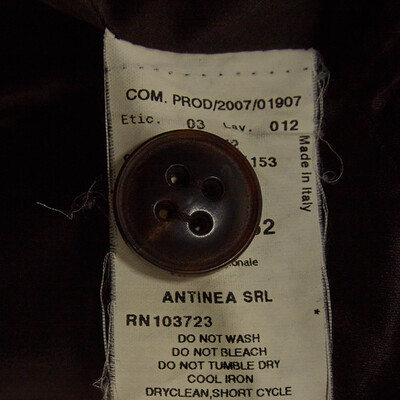 COM. PROD/2007/01907
Etic. 03 Lav. 012
153
Made in Italy
ANTINEA SRL
RN103723
DO NOT WASH
DO NOT BLEACH
DO NOT TUMBLE DRY
COOL IRON
DRYCLEAN,SHORT CYCLE